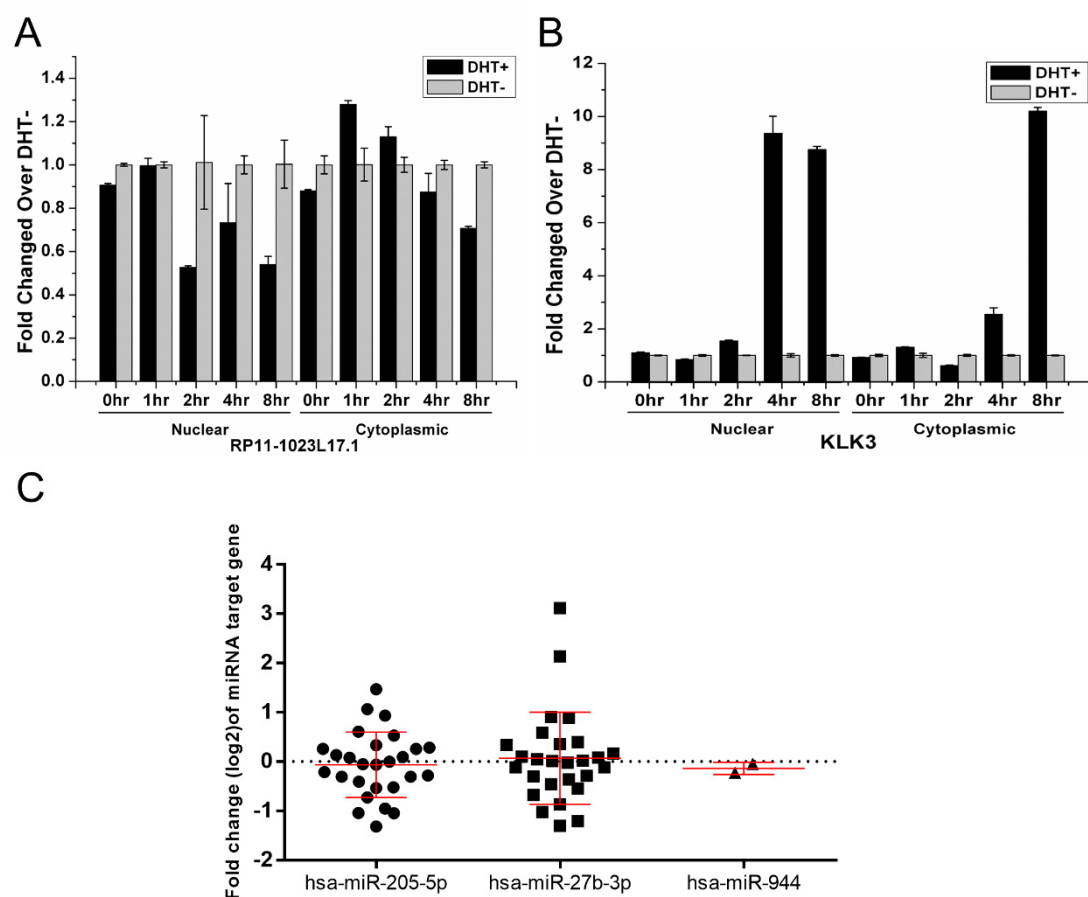 A
Fold Changed Over DHT-
1.4
1.2
1.0
0.8
0.6
0.4
0.2
0.0
DHT+
DHT-
0hr 1hr 2hr 4hr 8hr 0hr 1hr 2hr 4hr 8hr
Nuclear Cytoplasmic
RP11-1023L17.1
B
Fold Changed Over DHT-
12
10
8
6
4
2
0
DHT+
DHT-
0hr 1hr 2hr 4hr 8hr 0hr 1hr 2hr 4hr 8hr
Nuclear Cytoplasmic
KLK3
C
Fold change (log2)of miRNA target gene
4
3
2
1
0
-1
-2
hsa-miR-205-5p hsa-miR-27b-3p hsa-miR-944